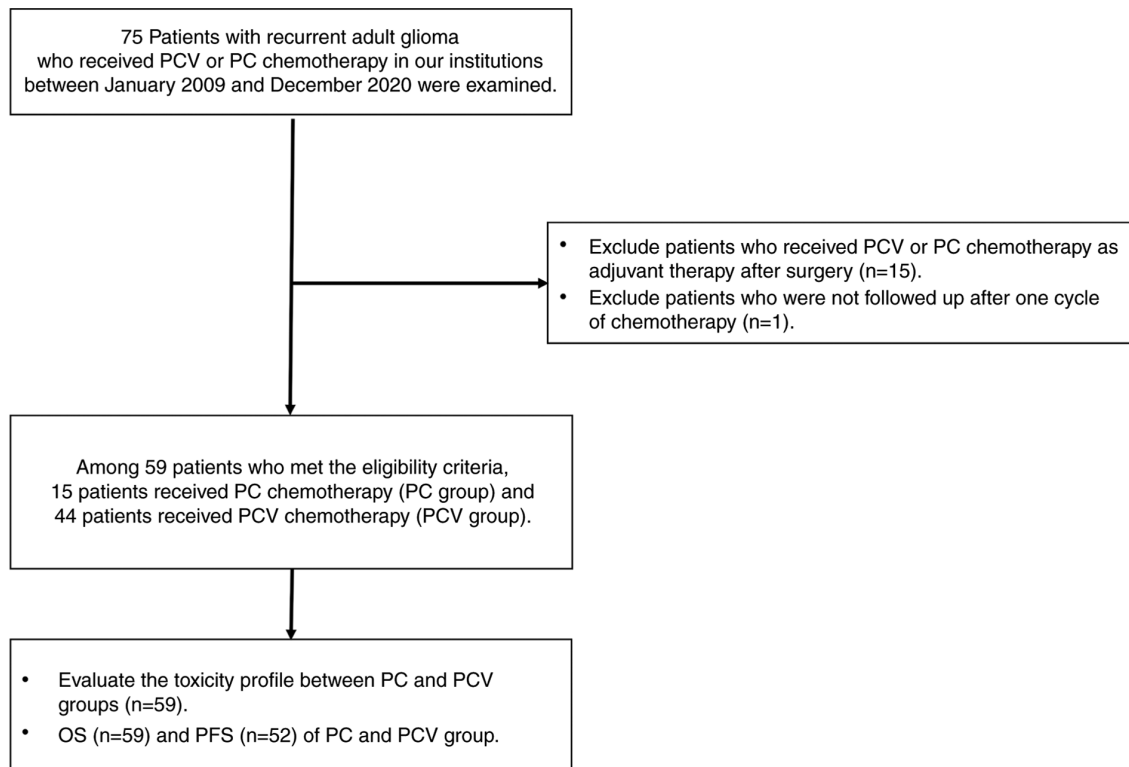 75 Patients with recurrent adult glioma
who received PCV or PC chemotherapy in our institutions
between January 2009 and December 2020 were examined.
• Exclude patients who received PCV or PC chemotherapy as
adjuvant therapy after surgery (n=15).
• Exclude patients who were not followed up after one cycle
of chemotherapy (n=1).
Among 59 patients who met the eligibility criteria,
15 patients received PC chemotherapy (PC group) and
44 patients received PCV chemotherapy (PCV group).
• Evaluate the toxicity profile between PC and PCV
groups (n=59).
• OS (n=59) and PFS (n=52) of PC and PCV group.